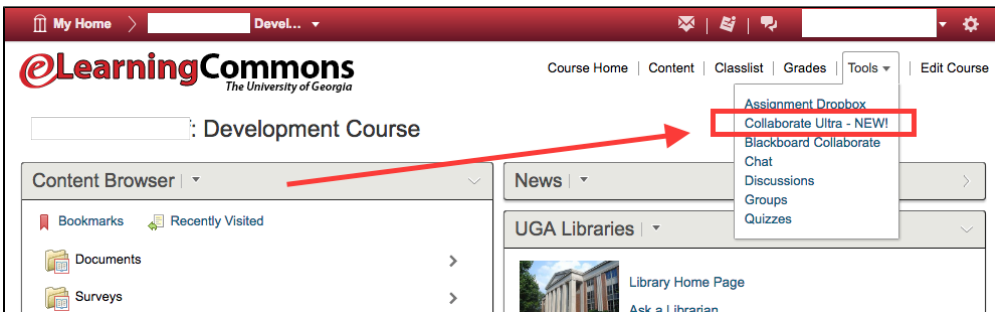 My Home
Devel...
eLearningCommons
The University of Georgia
Course Home | Content | Classlist | Grades | Tools | Edit Course
Assignment Dropbox
Collaborate Ultra - NEW!
Blackboard Collaborate
Chat
Discussions
Groups
Quizzes
: Development Course
Content Browser
Bookmarks
Recently Visited
Documents
Surveys
News
UGA Libraries
Library Home Page
Ask a Librarian